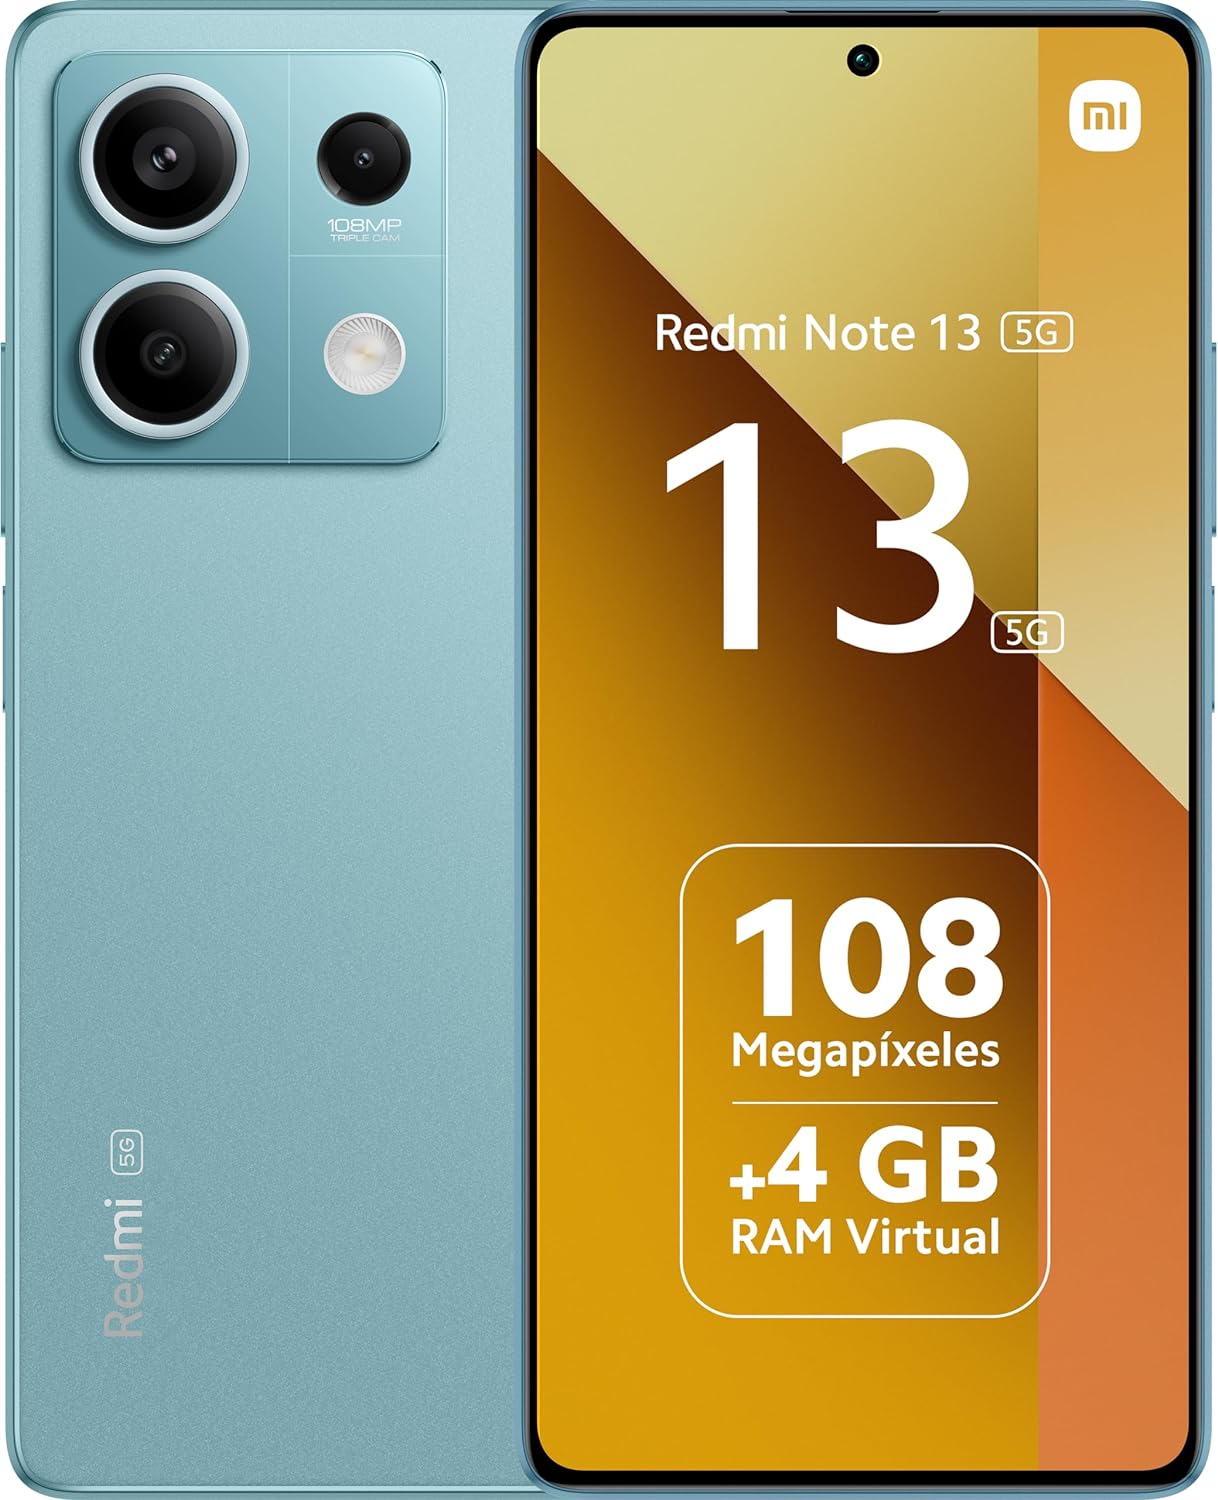 108MP
TRIPLE CAM
Redmi 5G
mi
Redmi Note 13 5G
13
5G
108
Megapíxeles
+4 GB
RAM Virtual